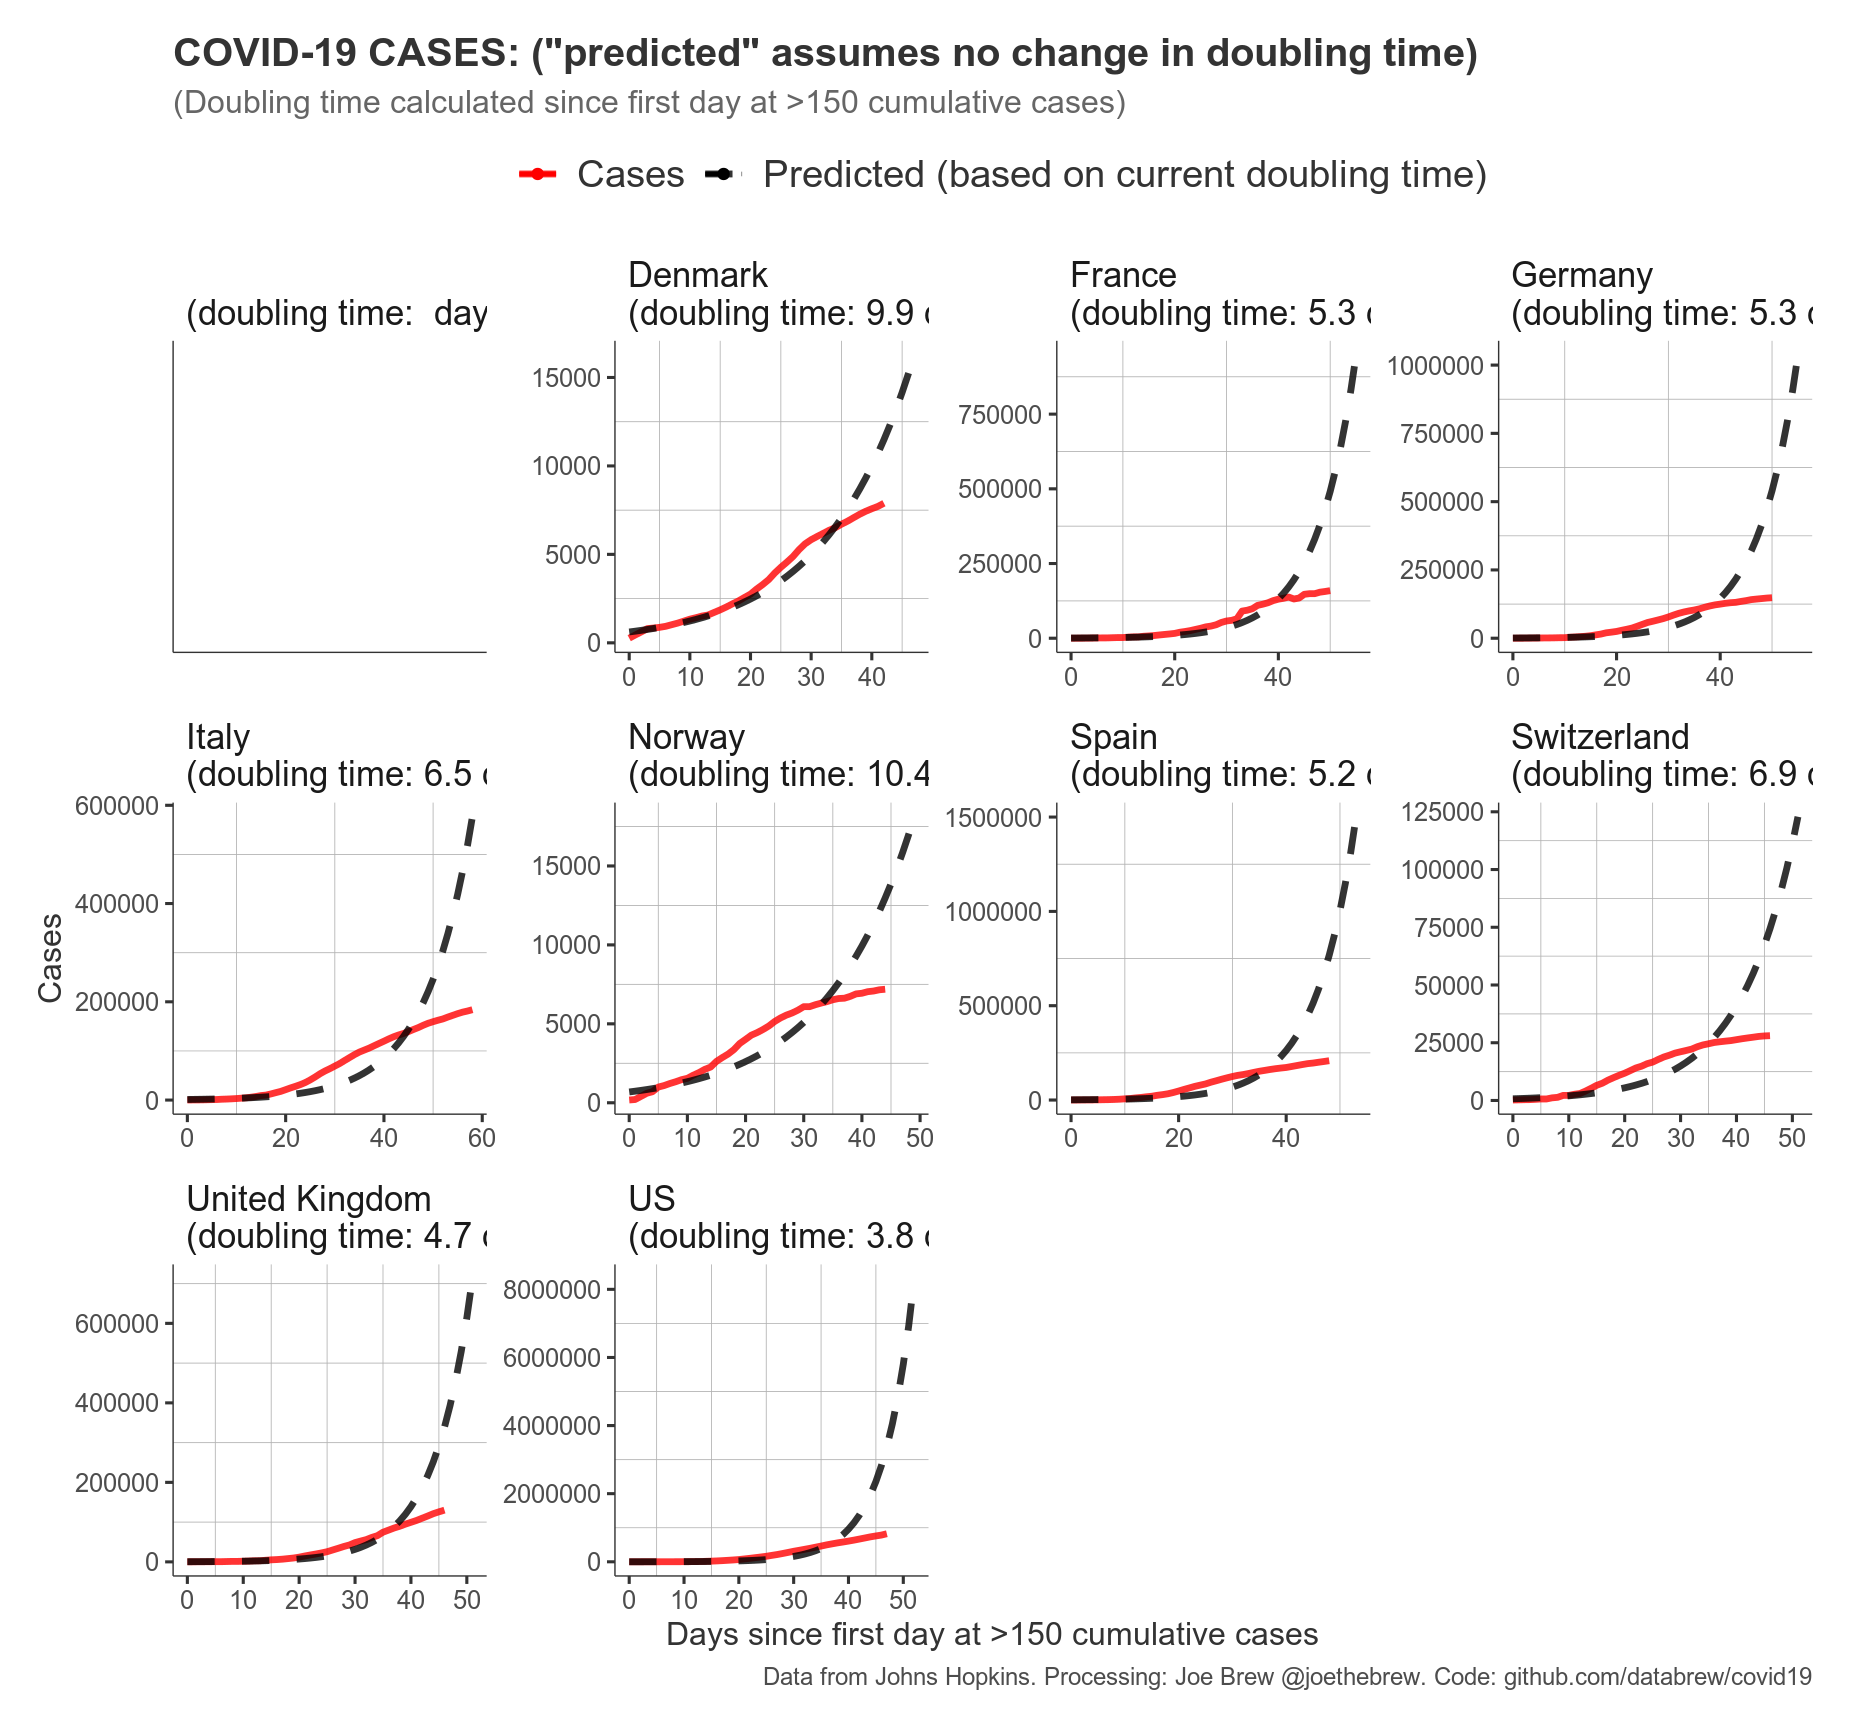 COVID-19 CASES: ("predicted" assumes no change in doubling time)
(Doubling time calculated since first day at >150 cumulative cases)
Cases Predicted (based on current doubling time)
(doubling time:  day
Denmark
(doubling time: 9.9
France
(doubling time: 5.3
Germany
(doubling time: 5.3
15000
10000
5000
0
0 10 20 30 40
750000
500000
250000
0
0 20 40
1000000
750000
500000
250000
0
0 20 40
Italy
(doubling time: 6.5
Norway
(doubling time: 10.4
Spain
(doubling time: 5.2
Switzerland
(doubling time: 6.9
Cases
600000
400000
200000
0
0 20 40 60
15000
10000
5000
0
0 10 20 30 40 50
1500000
1000000
500000
0
0 20 40
125000
100000
75000
50000
25000
0
0 10 20 30 40 50
United Kingdom
(doubling time: 4.7
US
(doubling time: 3.8
600000
400000
200000
0
0 10 20 30 40 50
8000000
6000000
4000000
2000000
0
0 10 20 30 40 50
Days since first day at >150 cumulative cases
Data from Johns Hopkins. Processing: Joe Brew @joethebrew. Code: github.com/databrew/covid19